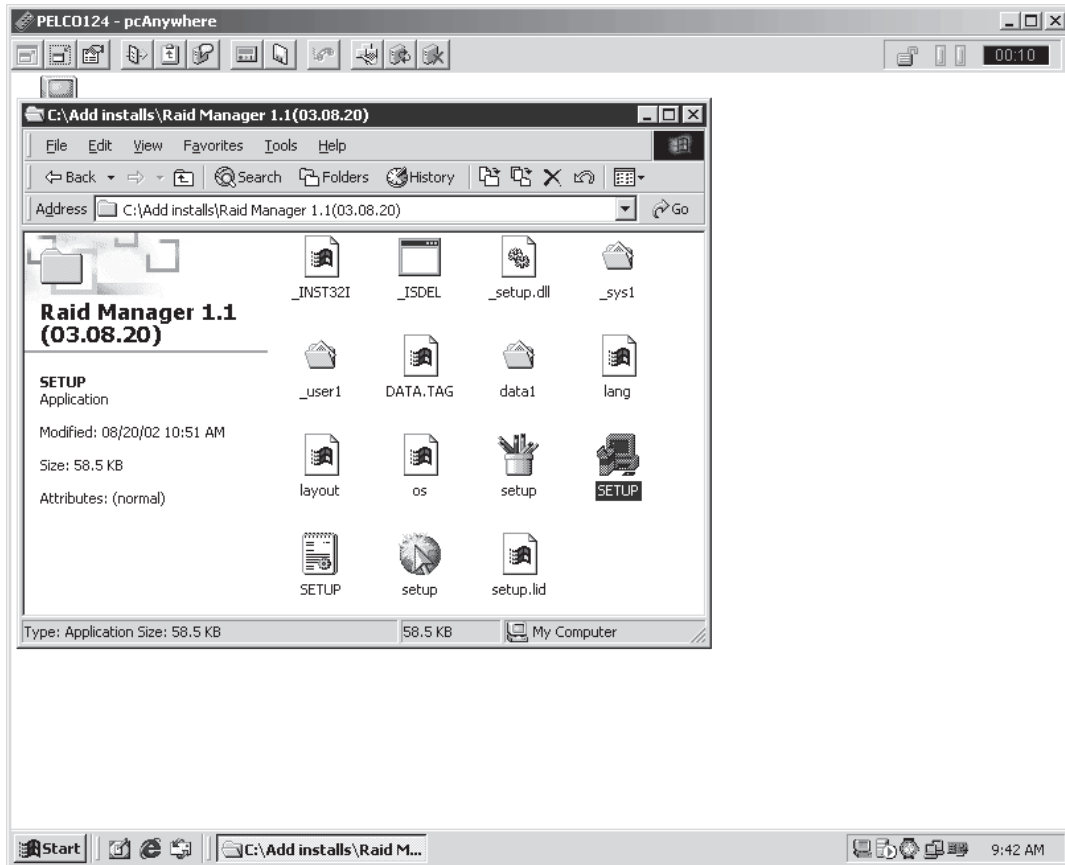 PELCO124 - pcAnywhere
00:10
C:\Add installs\Raid Manager 1.1(03.08.20)
File Edit View Favorites Tools Help
Back Search Folders History
Address C:\Add installs\Raid Manager 1.1(03.08.20) Go
Raid Manager 1.1
(03.08.20)
SETUP
Application
Modified: 08/20/02 10:51 AM
Size: 58.5 KB
Attributes: (normal)
_INST32I _ISDEL _setup.dll _sys1
_user1 DATA.TAG data1 lang
layout os setup SETUP
SETUP setup setup.lid
Type: Application Size: 58.5 KB 58.5 KB My Computer
Start C:\Add installs\Raid M... 9:42 AM